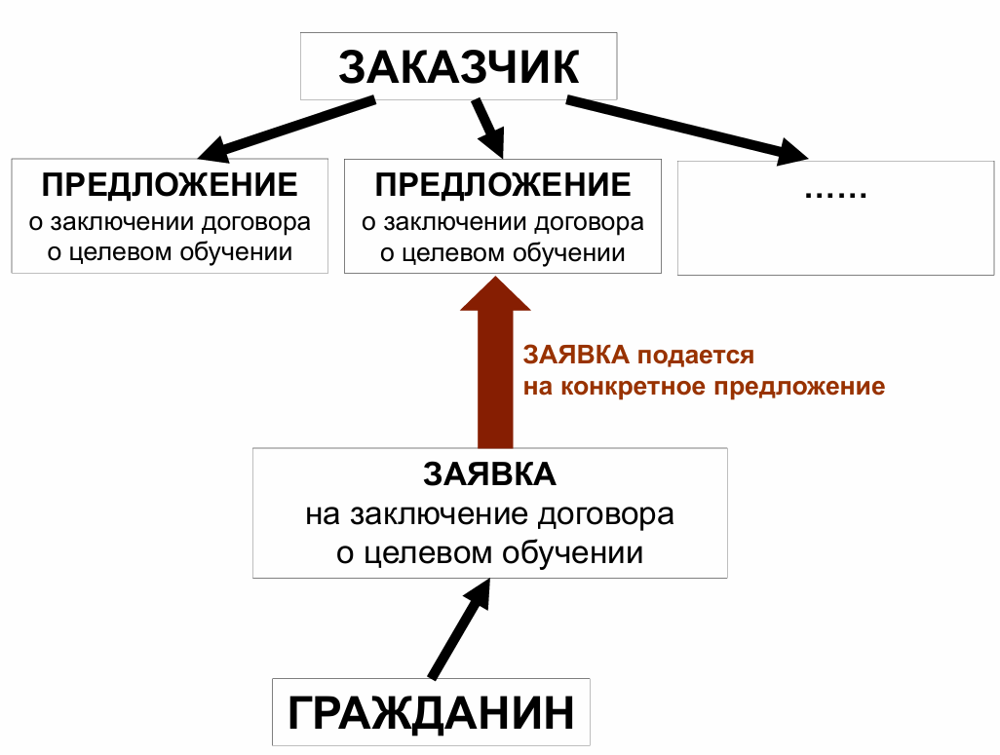 ЗАКАЗЧИК
ПРЕДЛОЖЕНИЕ
о заключении договора
о целевом обучении
ПРЕДЛОЖЕНИЕ
о заключении договора
о целевом обучении
……
ЗАЯВКА подается
на конкретное предложение
ЗАЯВКА
на заключение договора
о целевом обучении
ГРАЖДАНИН